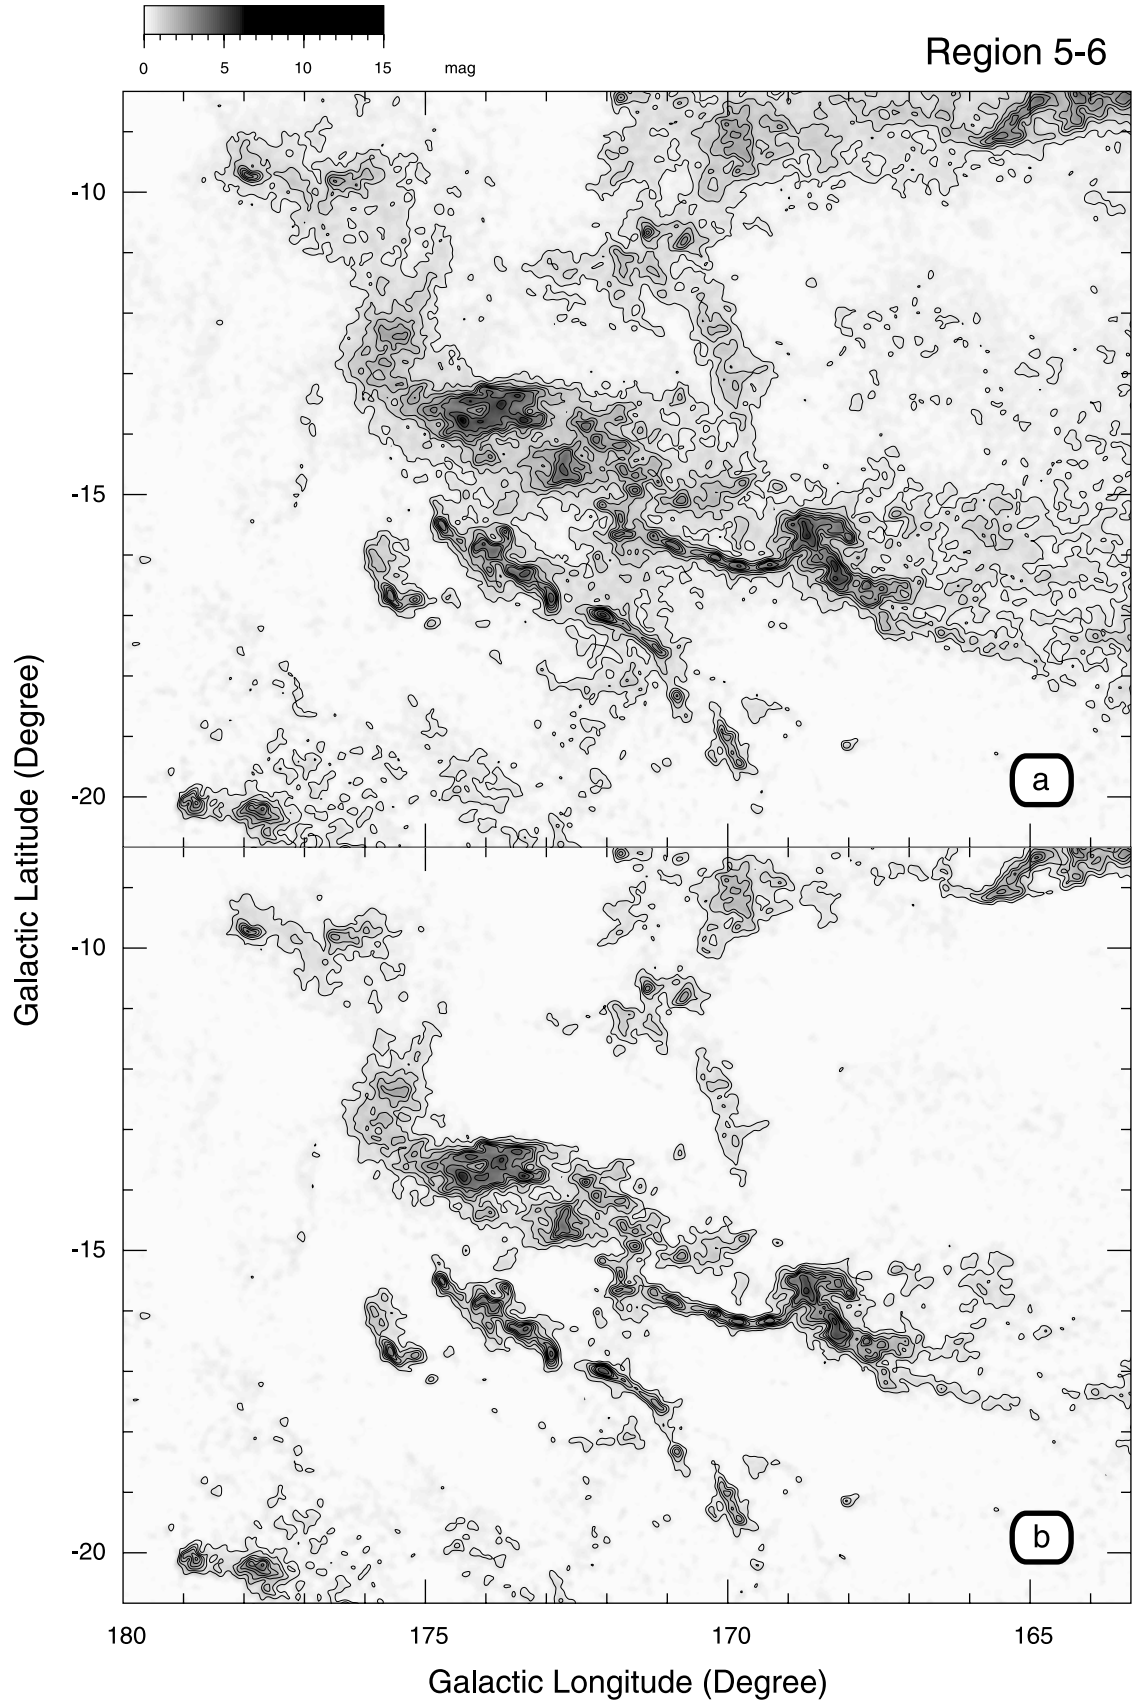 Region 5-6
0 5 10 15 mag
-10
-15
-20
a
-10
-15
-20
b
180 175 170 165
Galactic Longitude (Degree)
Galactic Latitude (Degree)